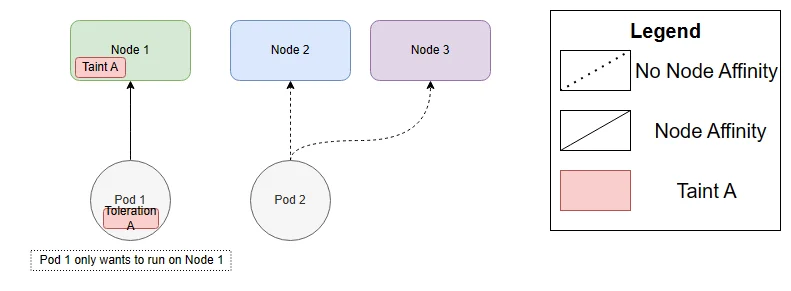 Node 1
Taint A
Node 2
Node 3
Pod 1
Toleration
A
Pod 2
Pod 1 only wants to run on Node 1
Legend
No Node Affinity
Node Affinity
Taint A